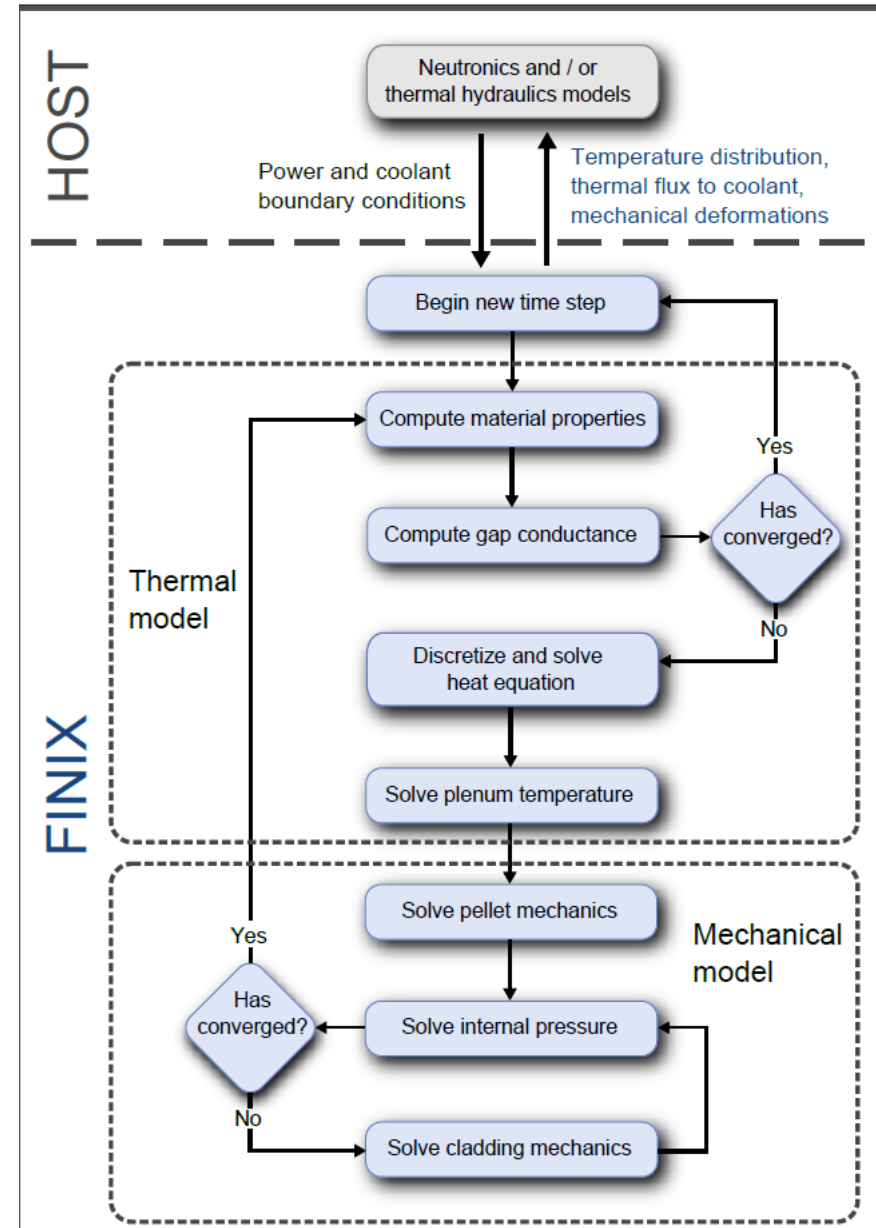 HOST
Neutronics and / or
thermal hydraulics models
Power and coolant
boundary conditions
Temperature distribution,
thermal flux to coolant,
mechanical deformations
FINIX
Begin new time step
Thermal
model
Compute material properties
Compute gap conductance
Has
converged?
Yes
No
Discretize and solve
heat equation
Solve plenum temperature
Mechanical
model
Solve pellet mechanics
Solve internal pressure
Has
converged?
Yes
No
Solve cladding mechanics